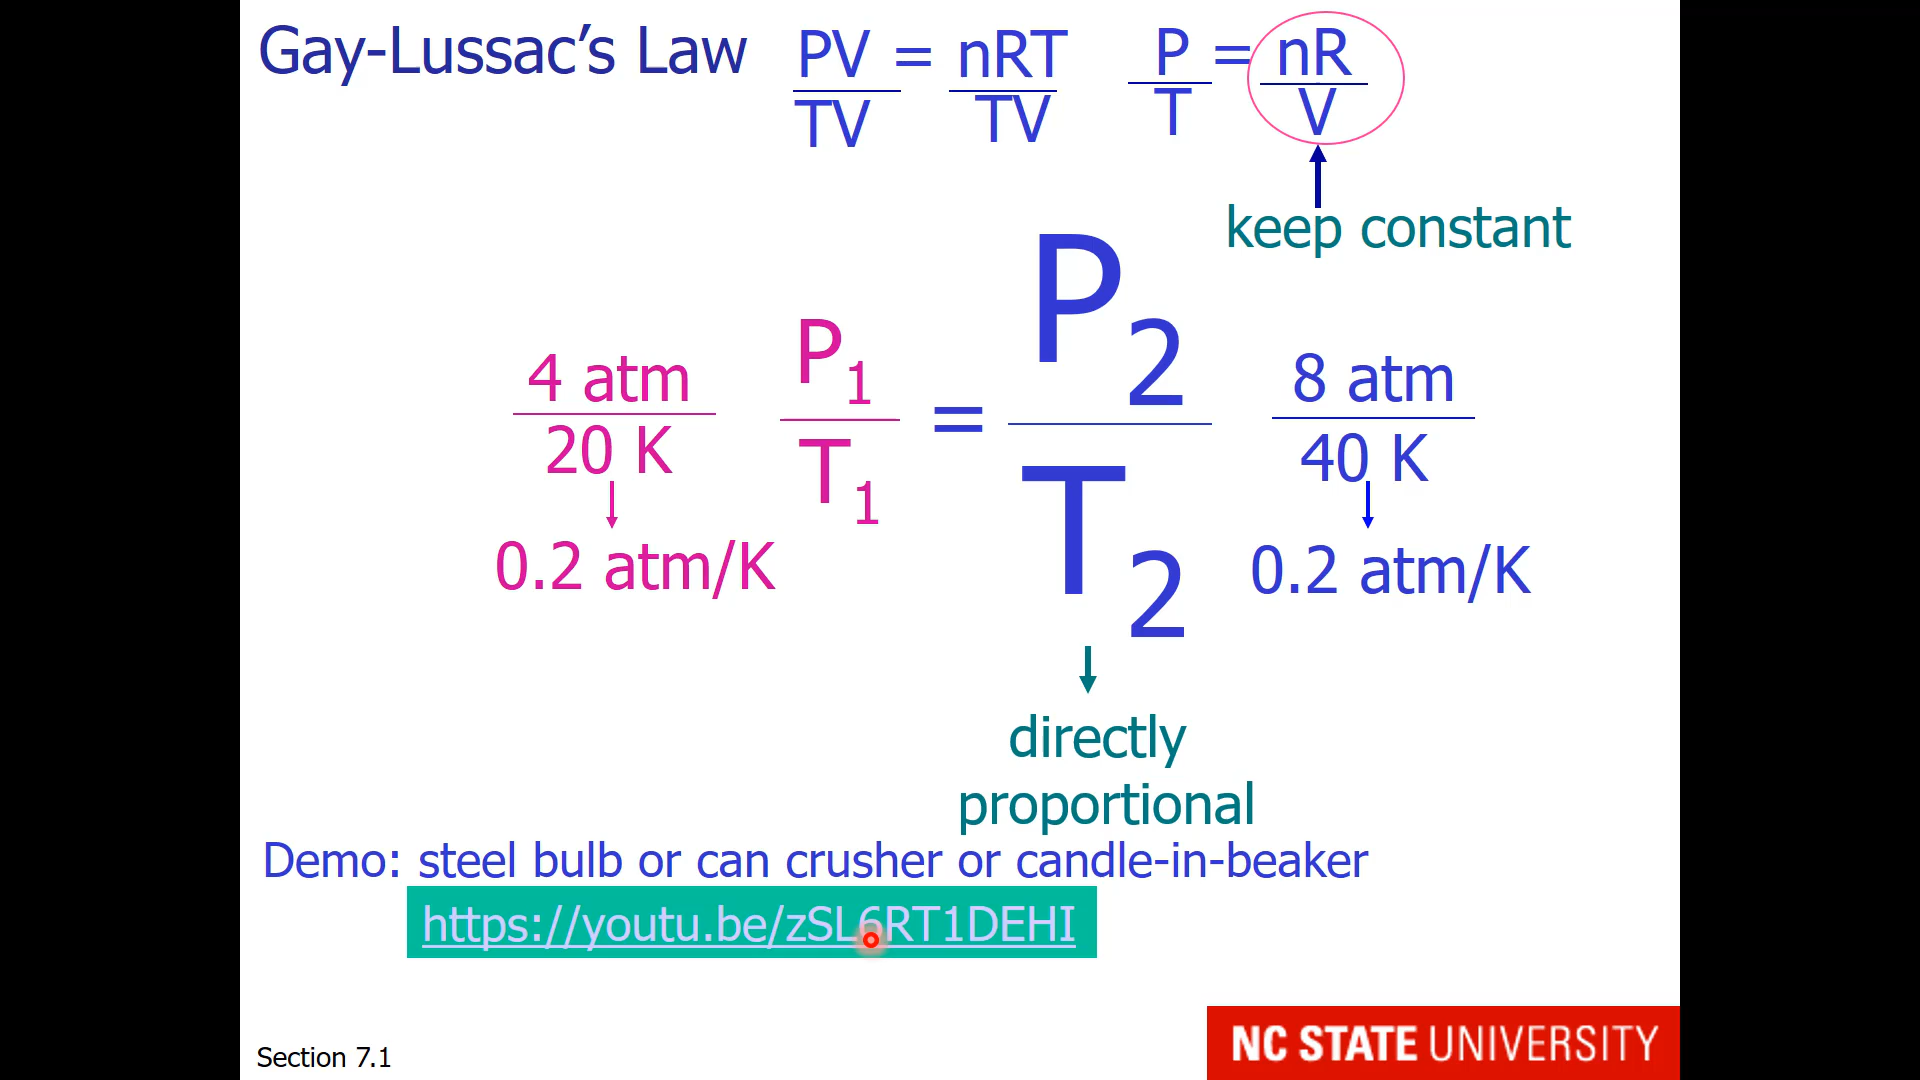 Gay-Lussac’s Law
PV = nRT
TV TV
P = nR
T V
keep constant
4 atm
20 K
0.2 atm/K
P1 = P2
T1 T2
8 atm
40 K
0.2 atm/K
directly
proportional
Demo: steel bulb or can crusher or candle-in-beaker
https://youtu.be/zSL6RT1DEHI
Section 7.1
NC STATE UNIVERSITY